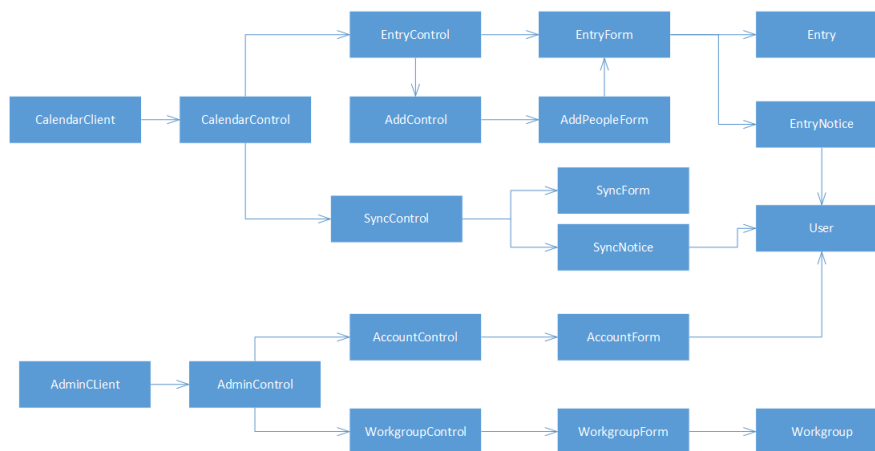 EntryControl
EntryForm
Entry
CalendarClient
CalendarControl
AddControl
AddPeopleForm
EntryNotice
SyncControl
SyncForm
SyncNotice
User
AccountControl
AccountForm
AdminCLient
AdminControl
WorkgroupControl
WorkgroupForm
Workgroup